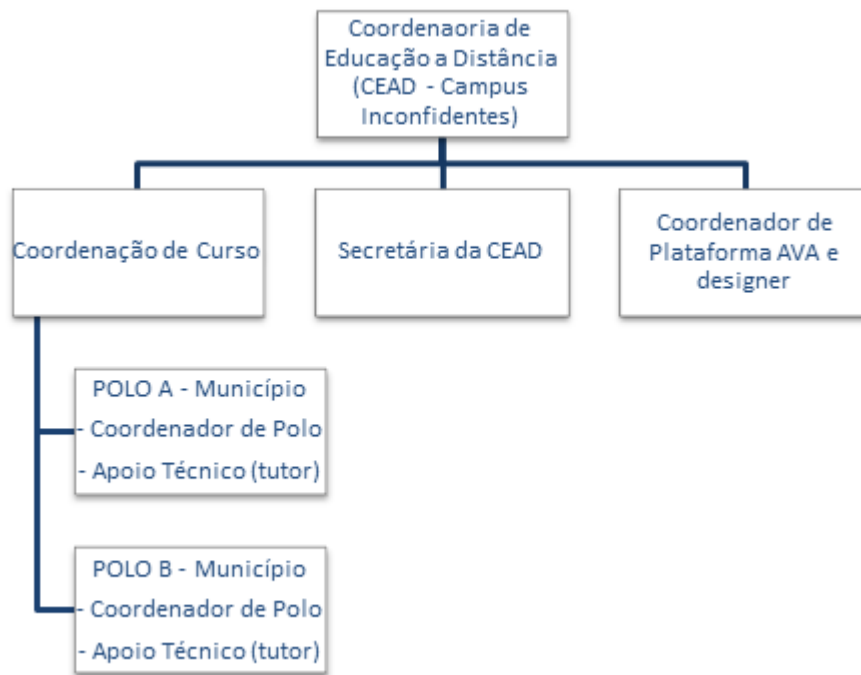 Coordenaoria de
Educação a Distância
(CEAD - Campus
Inconfidentes)
Coordenação de Curso
Secretária da CEAD
Coordenador de
Plataforma AVA e
designer
POLO A - Município
- Coordenador de Polo
- Apoio Técnico (tutor)
POLO B - Município
- Coordenador de Polo
- Apoio Técnico (tutor)